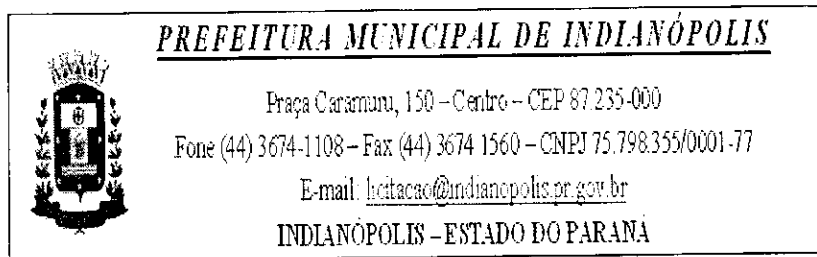 PREFEITURA MUNICIPAL DE INDIANÓPOLIS
Praça Caramuru, 150 – Centro – CEP 87.235-000
Fone (44) 3674-1108 – Fax (44) 3674 1560 – CNPJ 75.798.355/0001-77
E-mail: licitacao@indianopolis.pr.gov.br
INDIANÓPOLIS – ESTADO DO PARANÁ